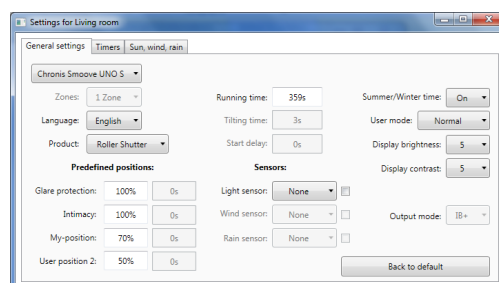 Settings for Living room
General settings Timers Sun, wind, rain
Chronis Smoove UNO S
Zones: 1 Zone Running time: 359s Summer/Winter time: On
Language: English Tilting time: 3s User mode: Normal
Product: Roller Shutter Start delay: 0s Display brightness: 5
Predefined positions: Sensors: Display contrast: 5
Glare protection: 100% 0s Light sensor: None
Intimacy: 100% 0s Wind sensor: None Output mode: IB+
My-position: 70% 0s Rain sensor: None
User position 2: 50% 0s Back to default